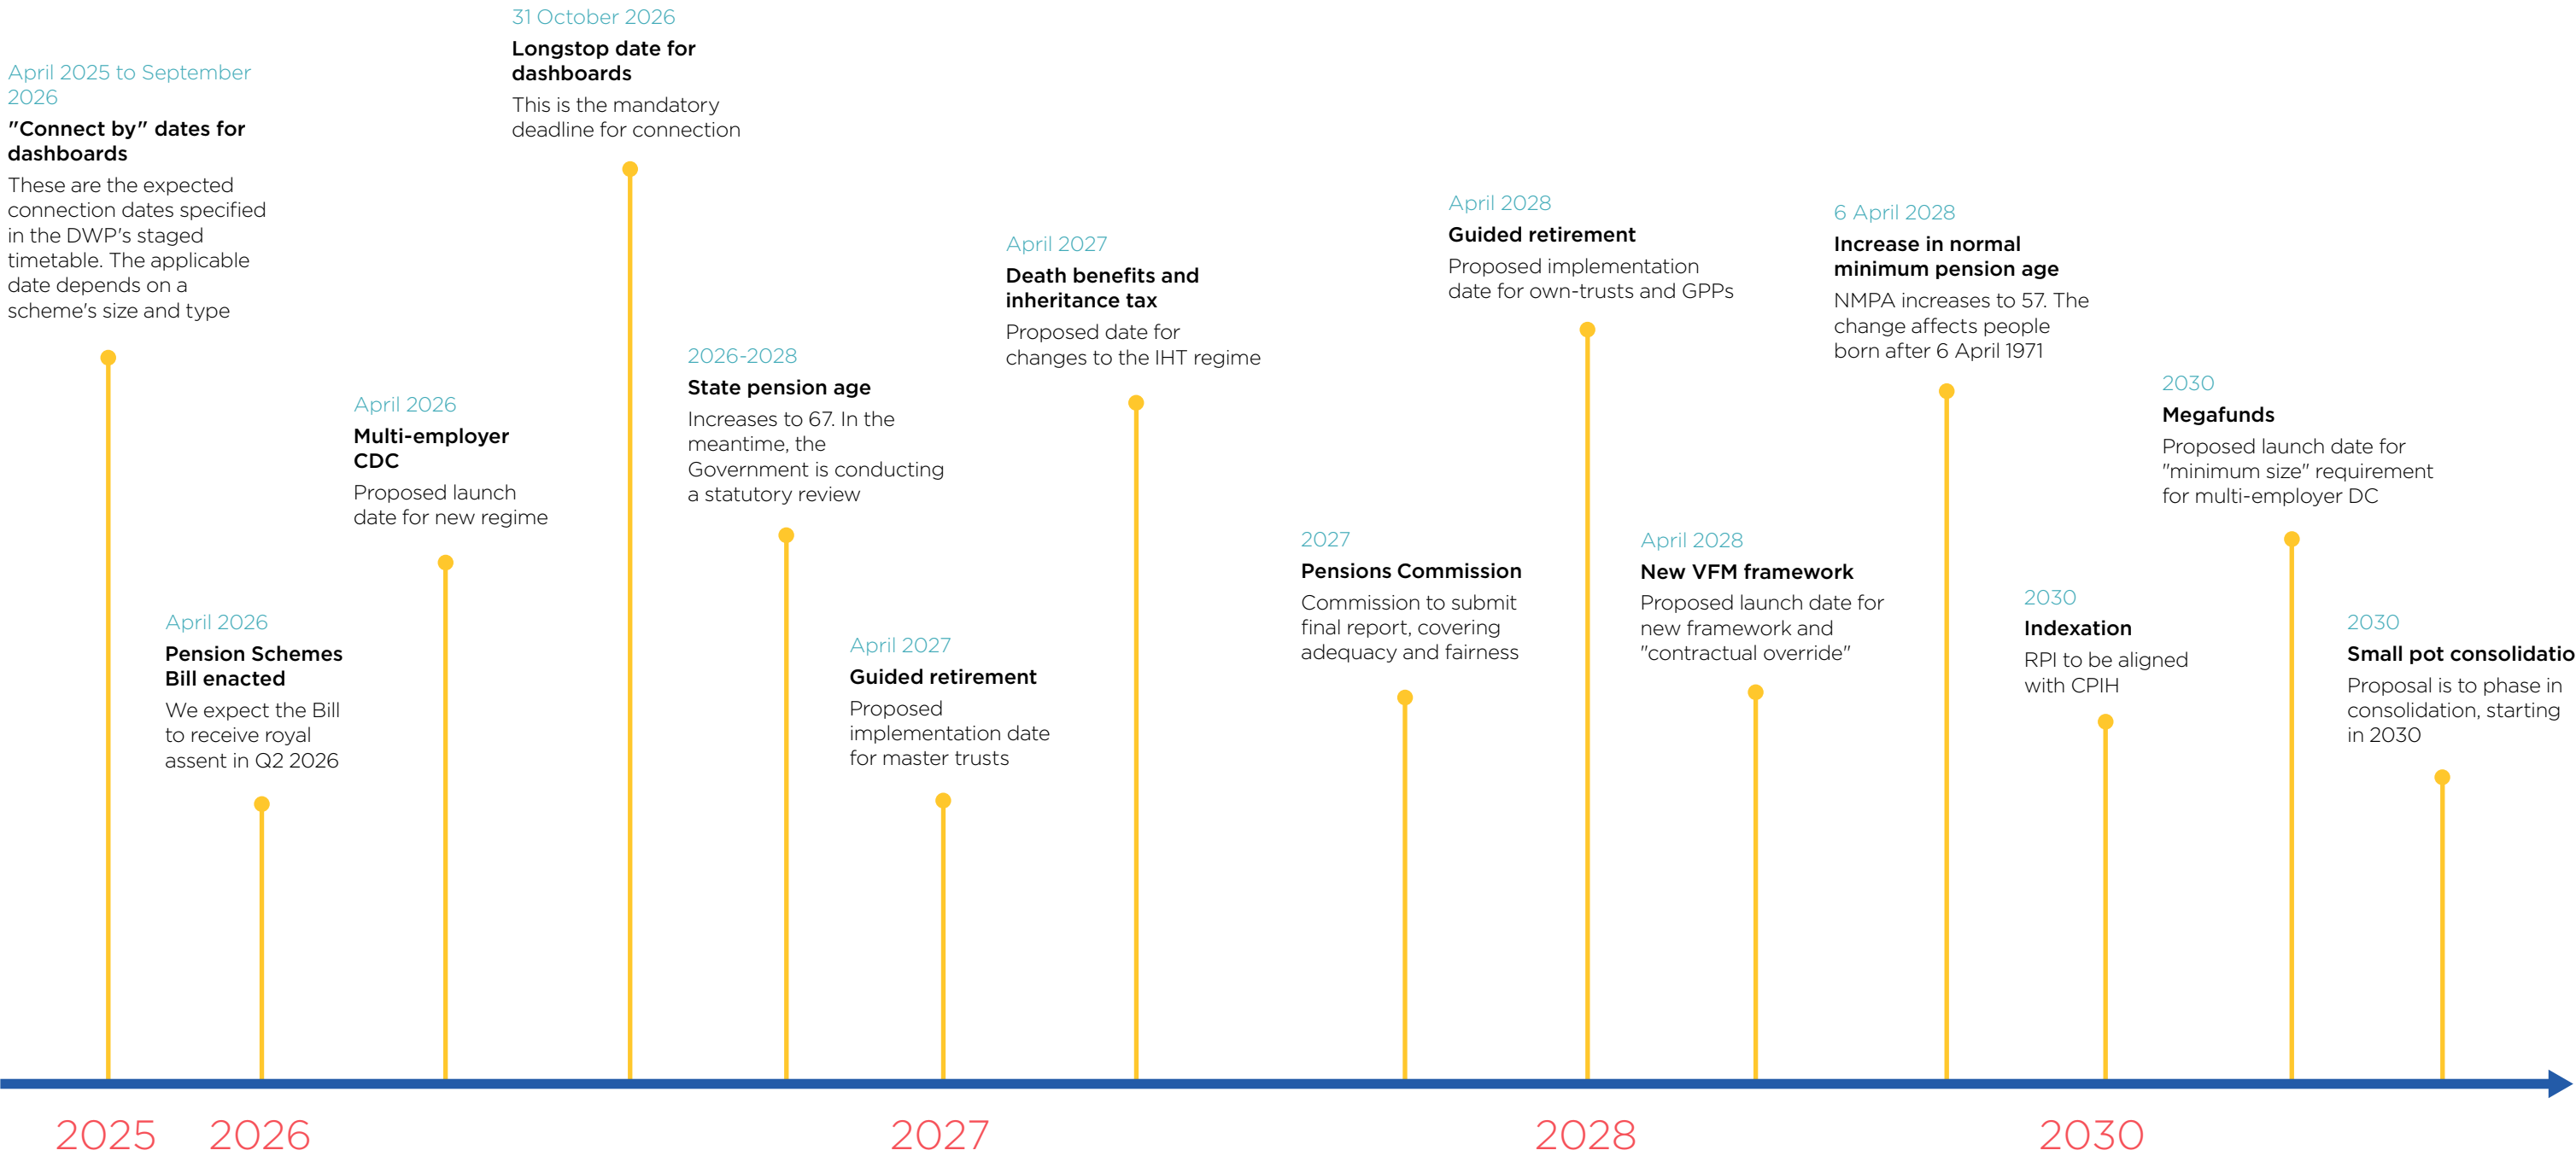 April 2025 to September
2026
"Connect by" dates for
dashboards
These are the expected
connection dates specified
in the DWP's staged
timetable. The applicable
date depends on a
scheme's size and type
April 2026
Pension Schemes
Bill enacted
We expect the Bill
to receive royal
assent in Q2 2026
April 2026
Multi-employer
CDC
Proposed launch
date for new regime
31 October 2026
Longstop date for
dashboards
This is the mandatory
deadline for connection
2026-2028
State pension age
Increases to 67. In the
meantime, the
Government is conducting
a statutory review
April 2027
Guided retirement
Proposed
implementation date
for master trusts
April 2027
Death benefits and
inheritance tax
Proposed date for
changes to the IHT regime
2027
Pensions Commission
Commission to submit
final report, covering
adequacy and fairness
April 2028
Guided retirement
Proposed implementation
date for own-trusts and GPPs
April 2028
New VFM framework
Proposed launch date for
new framework and
"contractual override"
6 April 2028
Increase in normal
minimum pension age
NMPA increases to 57. The
change affects people
born after 6 April 1971
2030
Indexation
RPI to be aligned
with CPIH
2030
Megafunds
Proposed launch date for
"minimum size" requirement
for multi-employer DC
2030
Small pot consolidatio
Proposal is to phase in
consolidation, starting
in 2030
2025
2026
2027
2028
2030